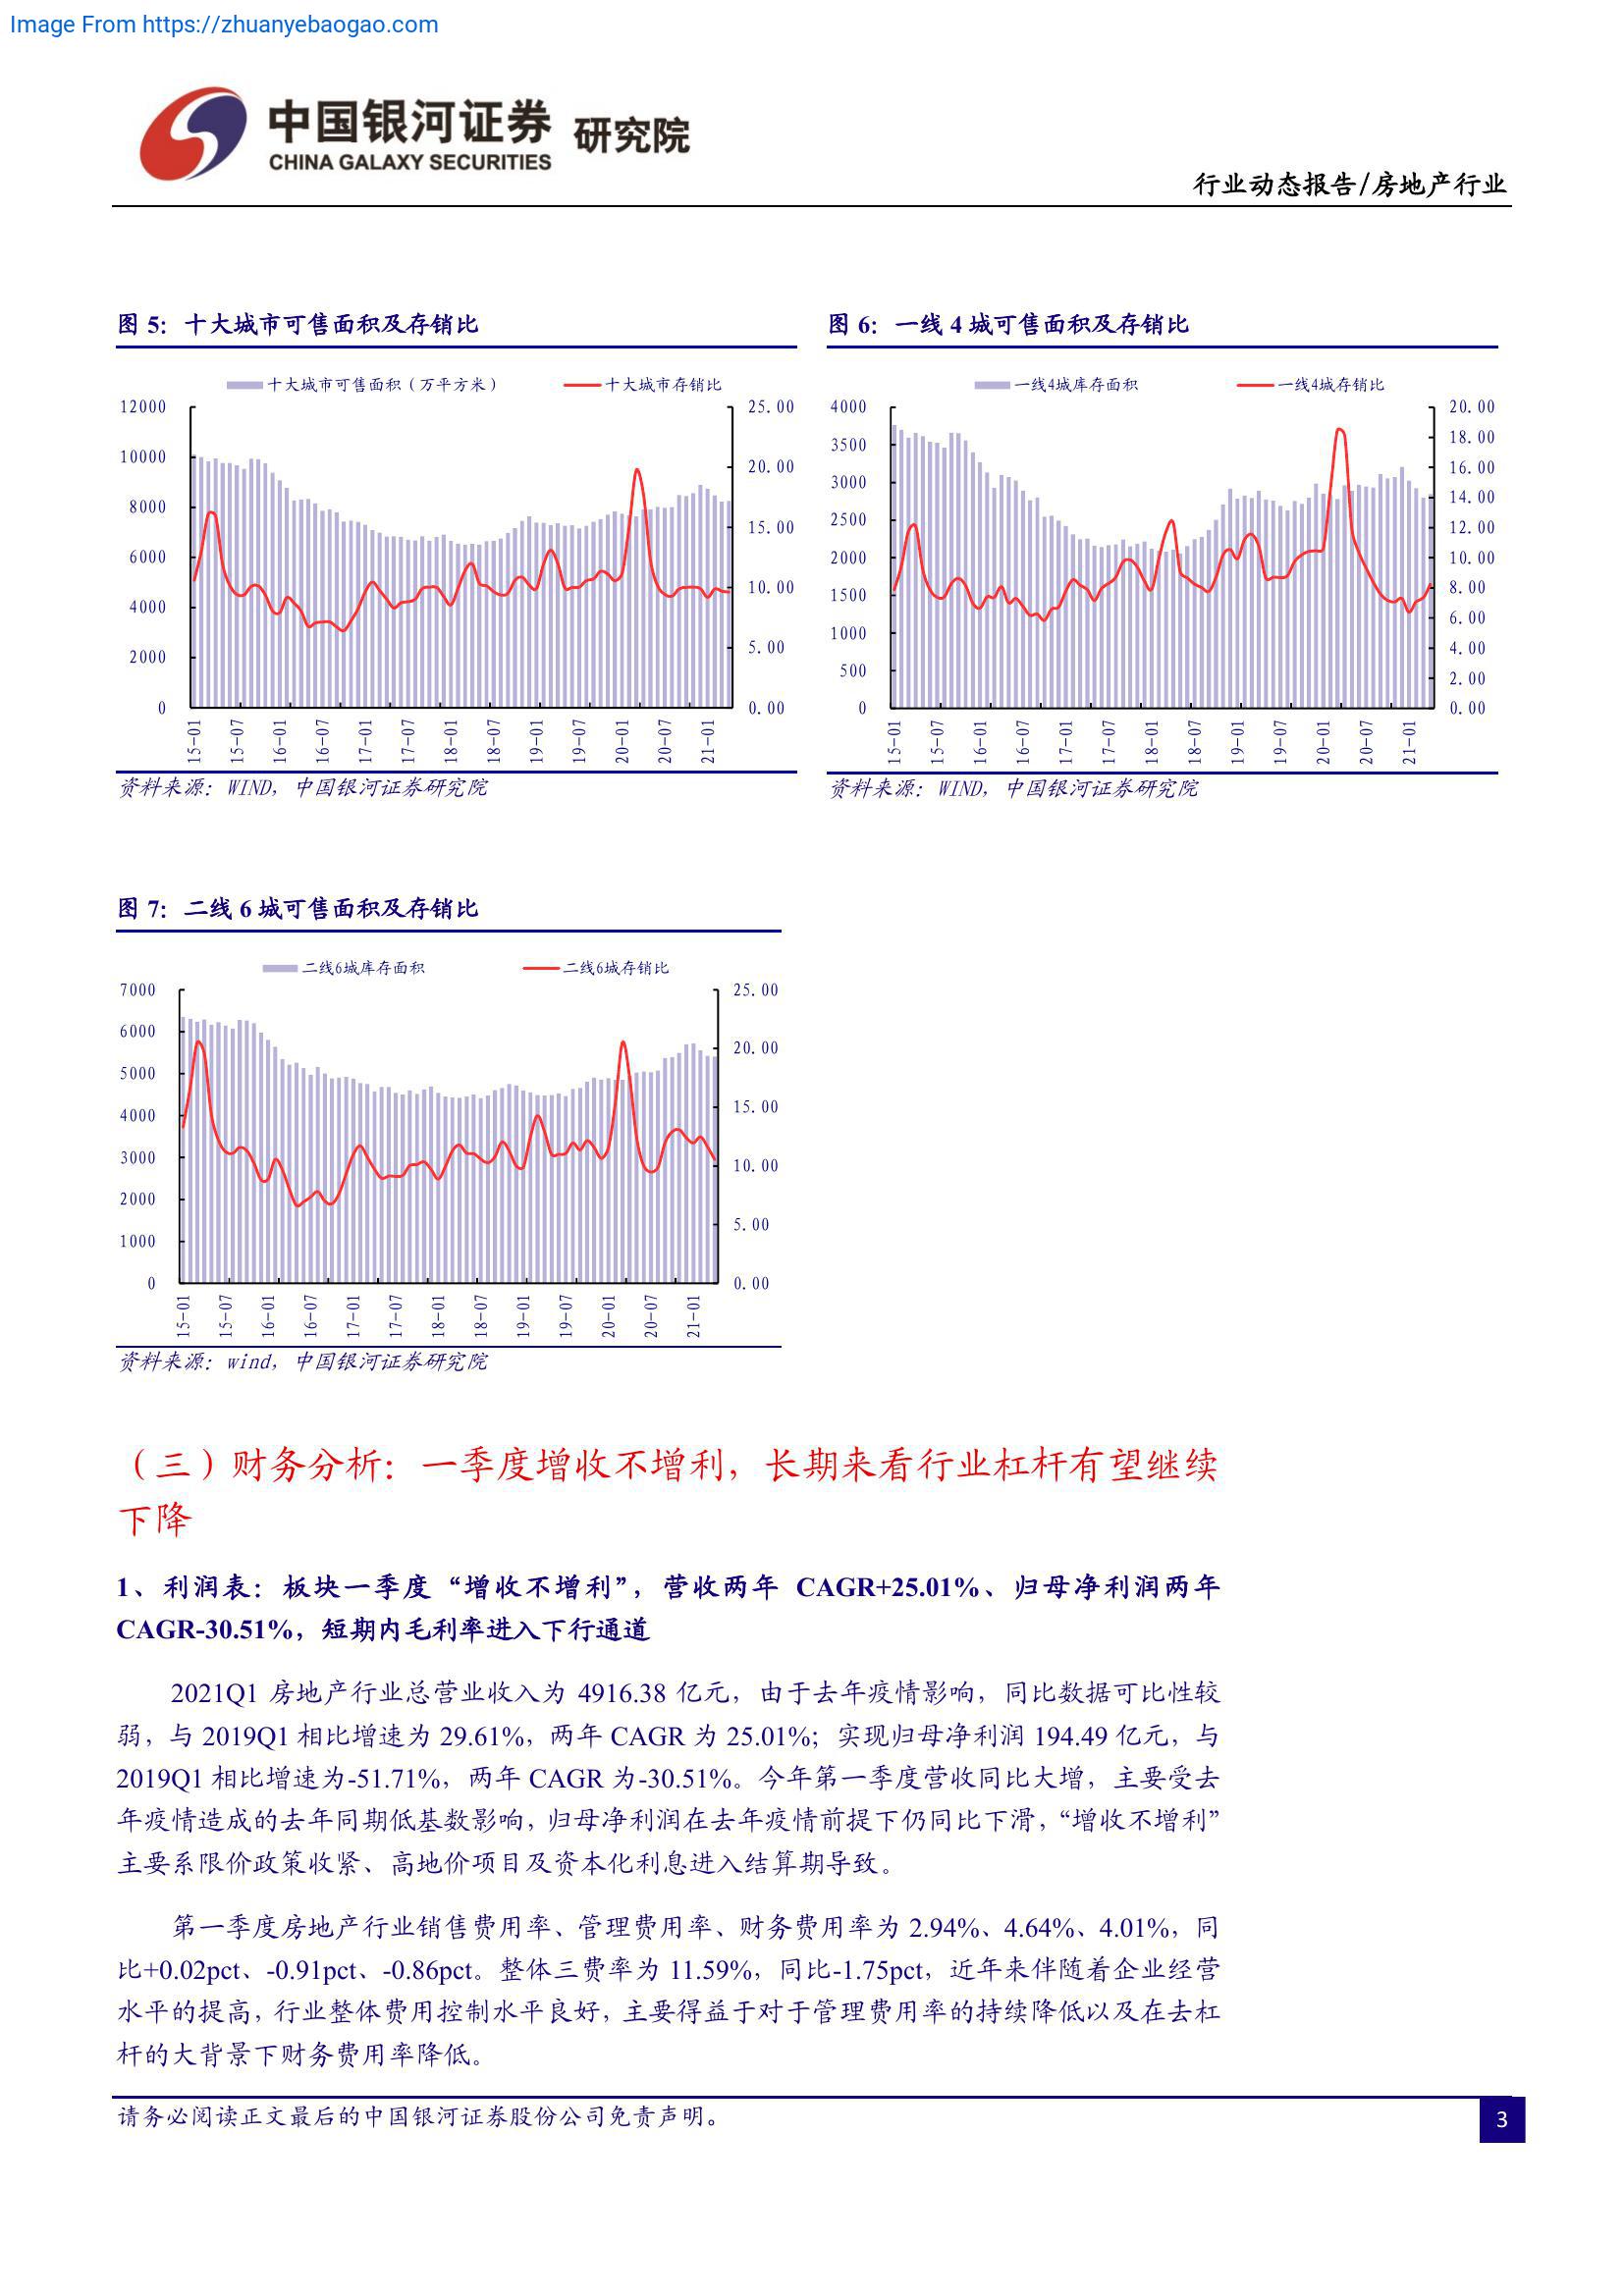 Image From https://zhuanyebaogao.com
中国银河证券 研究院
CHINA GALAXY SECURITIES
行业动态报告/房地产行业
图 5：十大城市可售面积及存销比
十大城市可售面积（万平方米） 十大城市存销比
12000
10000
8000
6000
4000
2000
0
25.00
20.00
15.00
10.00
5.00
0.00
15-01 15-07 16-01 16-07 17-01 17-07 18-01 18-07 19-01 19-07 20-01 20-07 21-01
资料来源：WIND，中国银河证券研究院
图 6：一线 4 城可售面积及存销比
一线4城库存面积 一线4城存销比
4000
3500
3000
2500
2000
1500
1000
500
0
20.00
18.00
16.00
14.00
12.00
10.00
8.00
6.00
4.00
2.00
0.00
15-01 15-07 16-01 16-07 17-01 17-07 18-01 18-07 19-01 19-07 20-01 20-07 21-01
资料来源：WIND，中国银河证券研究院
图 7：二线 6 城可售面积及存销比
二线6城库存面积 二线6城存销比
7000
6000
5000
4000
3000
2000
1000
0
25.00
20.00
15.00
10.00
5.00
0.00
15-01 15-07 16-01 16-07 17-01 17-07 18-01 18-07 19-01 19-07 20-01 20-07 21-01
资料来源：wind，中国银河证券研究院
（三）财务分析：一季度增收不增利，长期来看行业杠杆有望继续
下降
1、利润表：板块一季度“增收不增利”，营收两年 CAGR+25.01%、归母净利润两年
CAGR-30.51%，短期内毛利率进入下行通道
2021Q1 房地产行业总营业收入为 4916.38 亿元，由于去年疫情影响，同比数据可比性较
弱，与 2019Q1 相比增速为 29.61%，两年 CAGR 为 25.01%；实现归母净利润 194.49 亿元，与
2019Q1 相比增速为-51.71%，两年 CAGR 为-30.51%。今年第一季度营收同比大增，主要受去
年疫情造成的去年同期低基数影响，归母净利润在去年疫情前提下仍同比下滑，“增收不增利”
主要系限价政策收紧、高地价项目及资本化利息进入结算期导致。
第一季度房地产行业销售费用率、管理费用率、财务费用率为 2.94%、4.64%、4.01%，同
比+0.02pct、-0.91pct、-0.86pct。整体三费率为 11.59%，同比-1.75pct，近年来伴随着企业经营
水平的提高，行业整体费用控制水平良好，主要得益于对于管理费用率的持续降低以及在去杠
杆的大背景下财务费用率降低。
请务必阅读正文最后的中国银河证券股份公司免责声明。
3